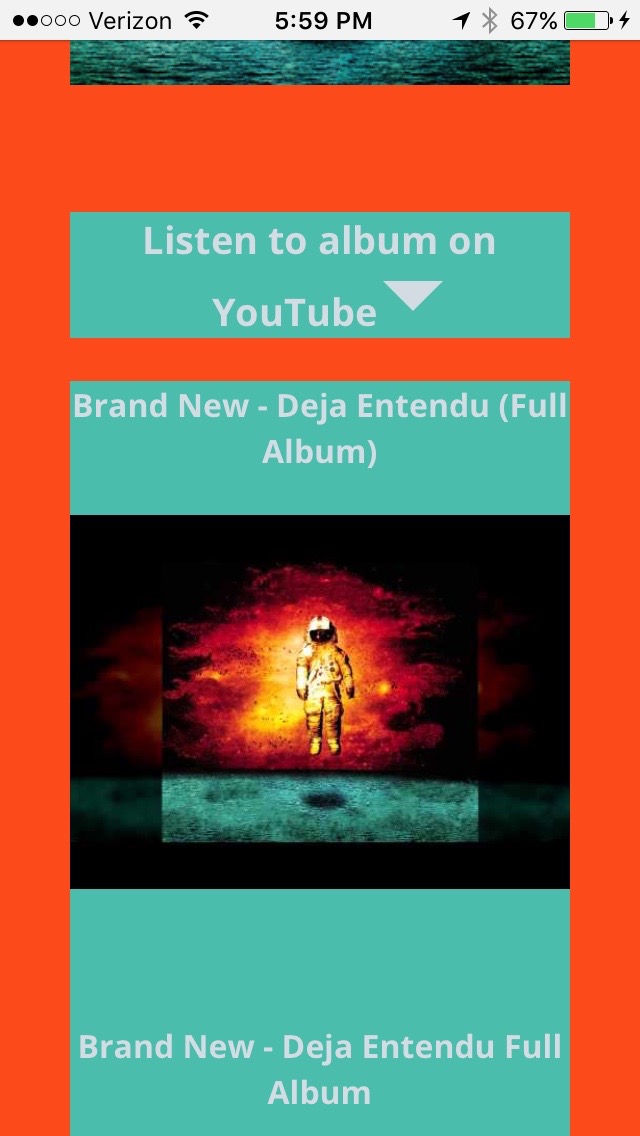 Verizon 5:59 PM 67%
Listen to album on
YouTube
Brand New - Deja Entendu (Full
Album)
Brand New - Deja Entendu Full
Album